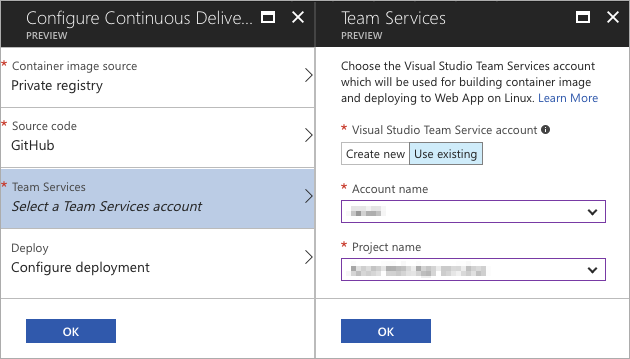 Configure Continuous Delive...
PREVIEW
* Container image source
Private registry
* Source code
GitHub
* Team Services
Select a Team Services account
Deploy
Configure deployment
OK
Team Services
PREVIEW
Choose the Visual Studio Team Services account
which will be used for building container image
and deploying to Web App on Linux. Learn More
* Visual Studio Team Service account
Create new Use existing
* Account name
* Project name
OK